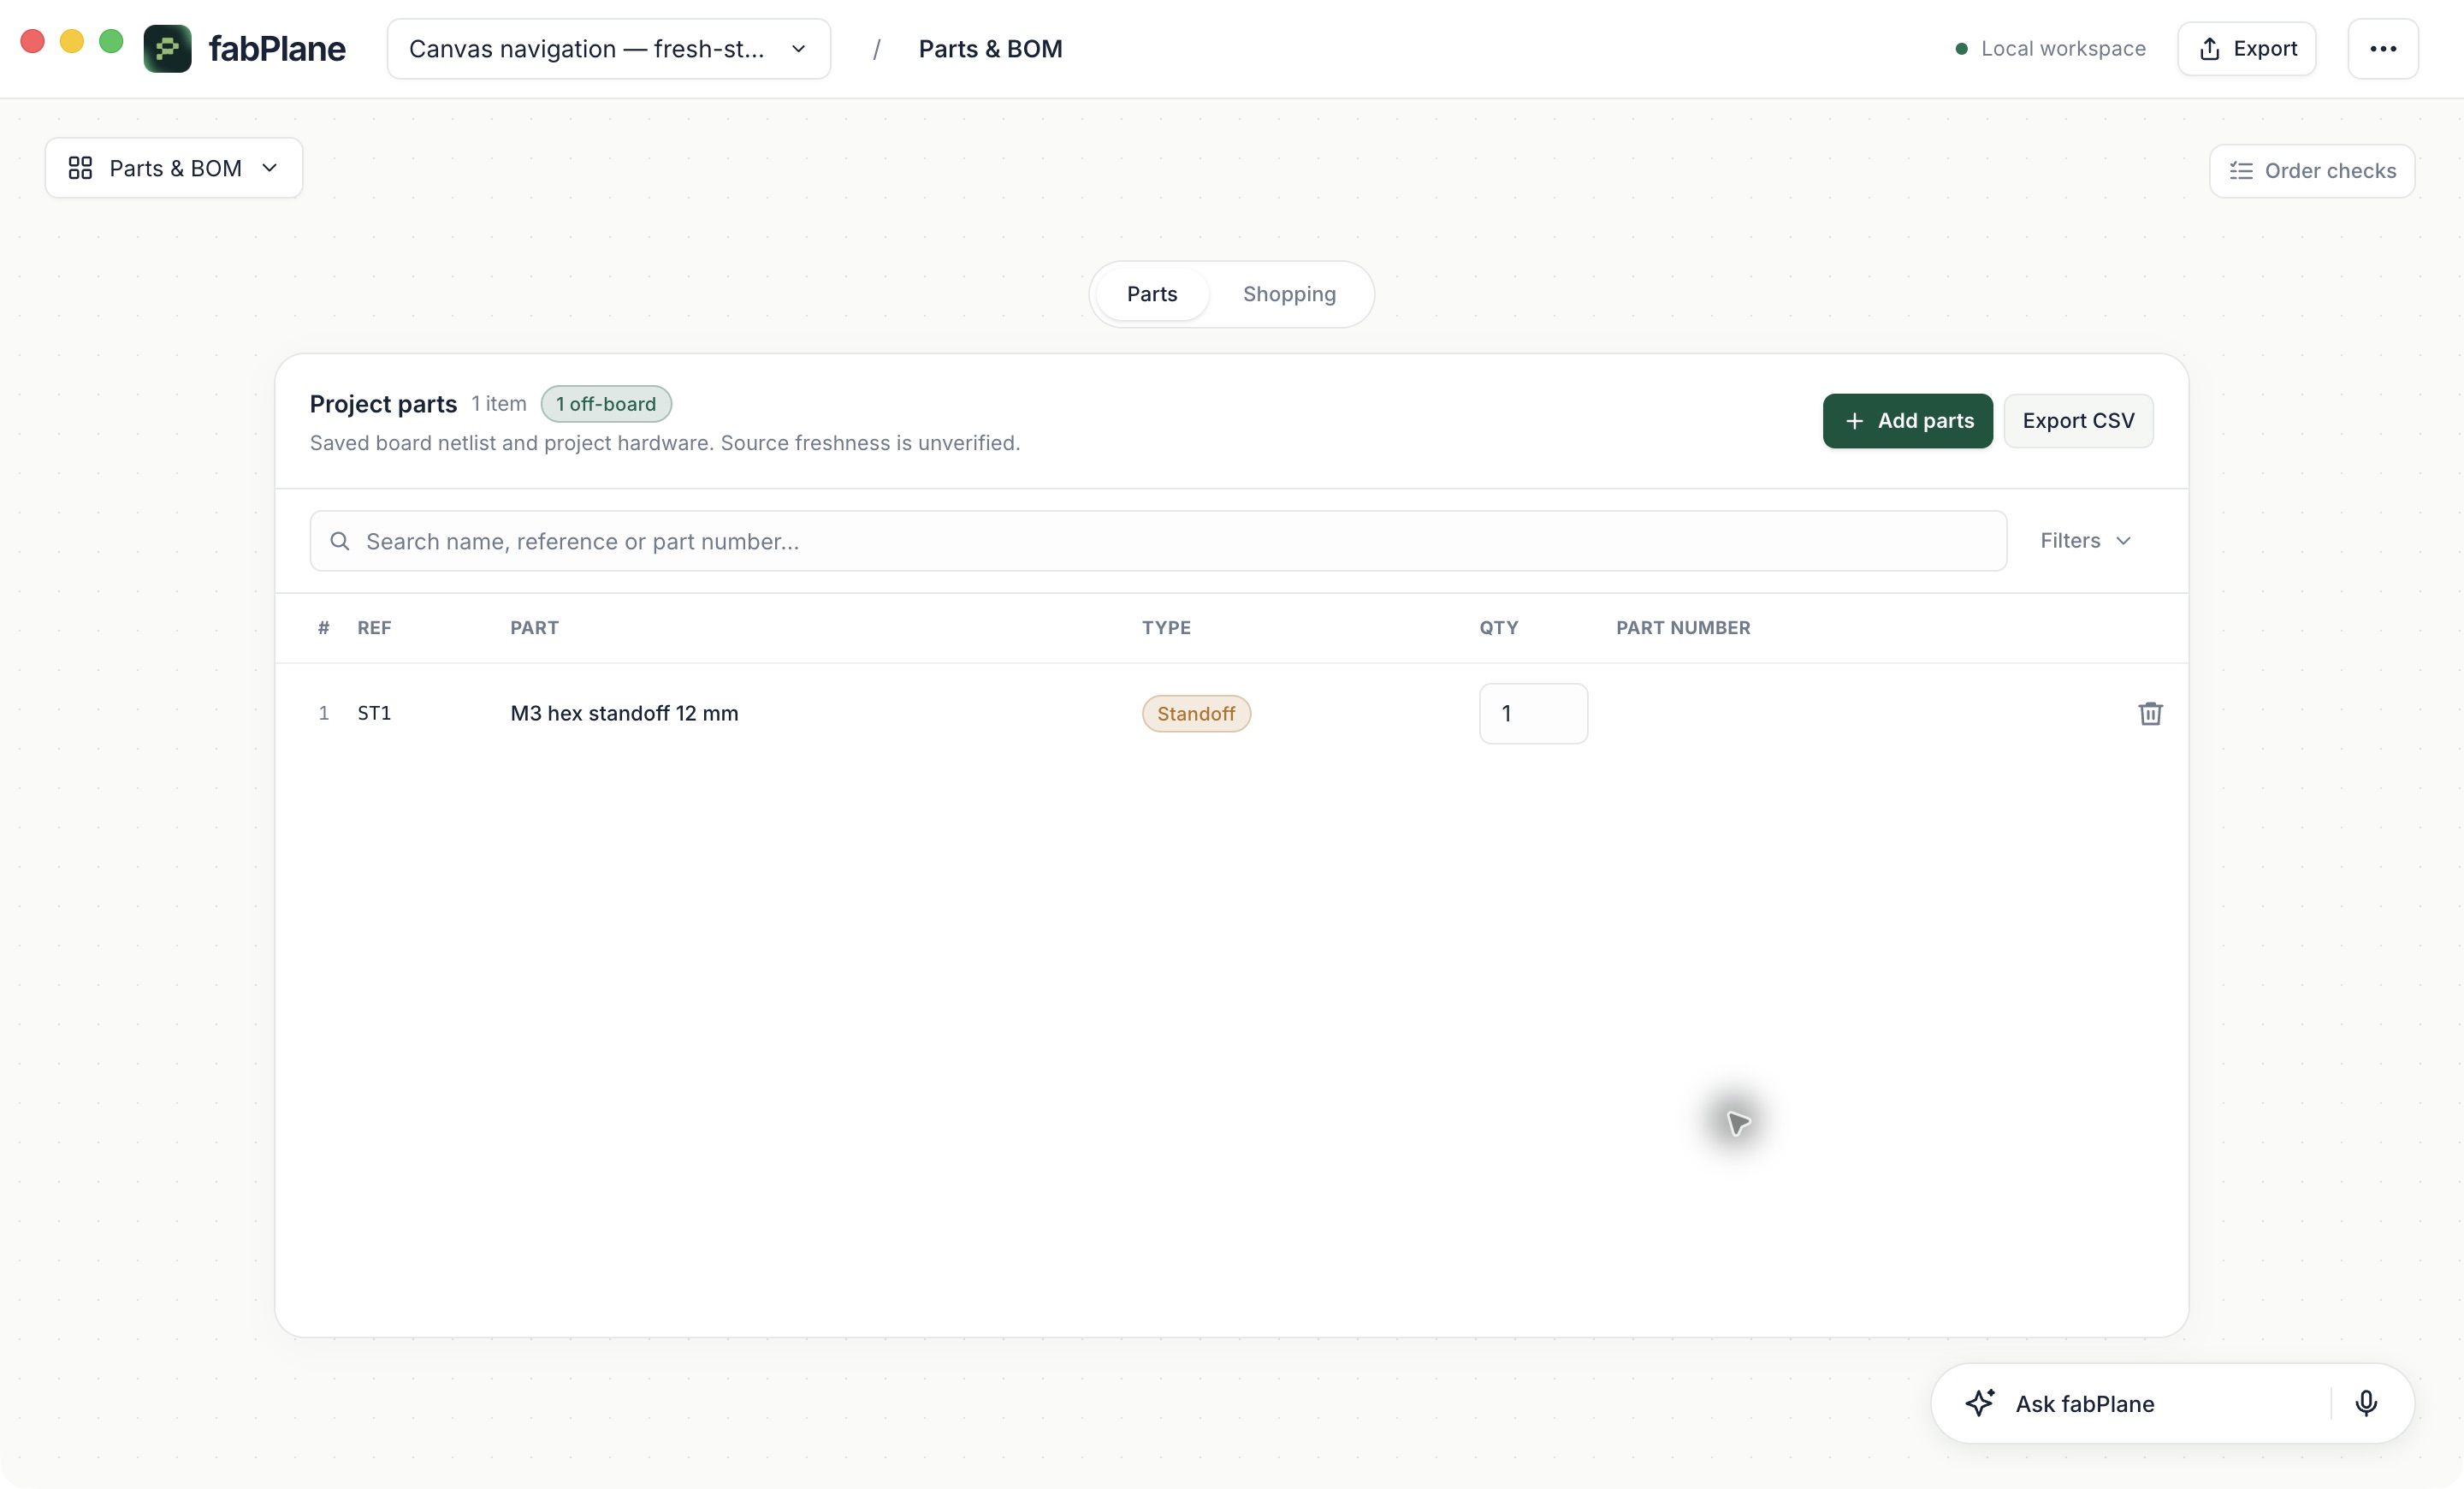 fabPlane
Canvas navigation — fresh-st...
/
Parts & BOM
Local workspace
Export
Parts & BOM
Order checks
Parts
Shopping
Project parts 1 item 1 off-board
Saved board netlist and project hardware. Source freshness is unverified.
Add parts
Export CSV
Search name, reference or part number...
Filters
# REF PART TYPE QTY PART NUMBER
1 ST1 M3 hex standoff 12 mm Standoff 1
Ask fabPlane